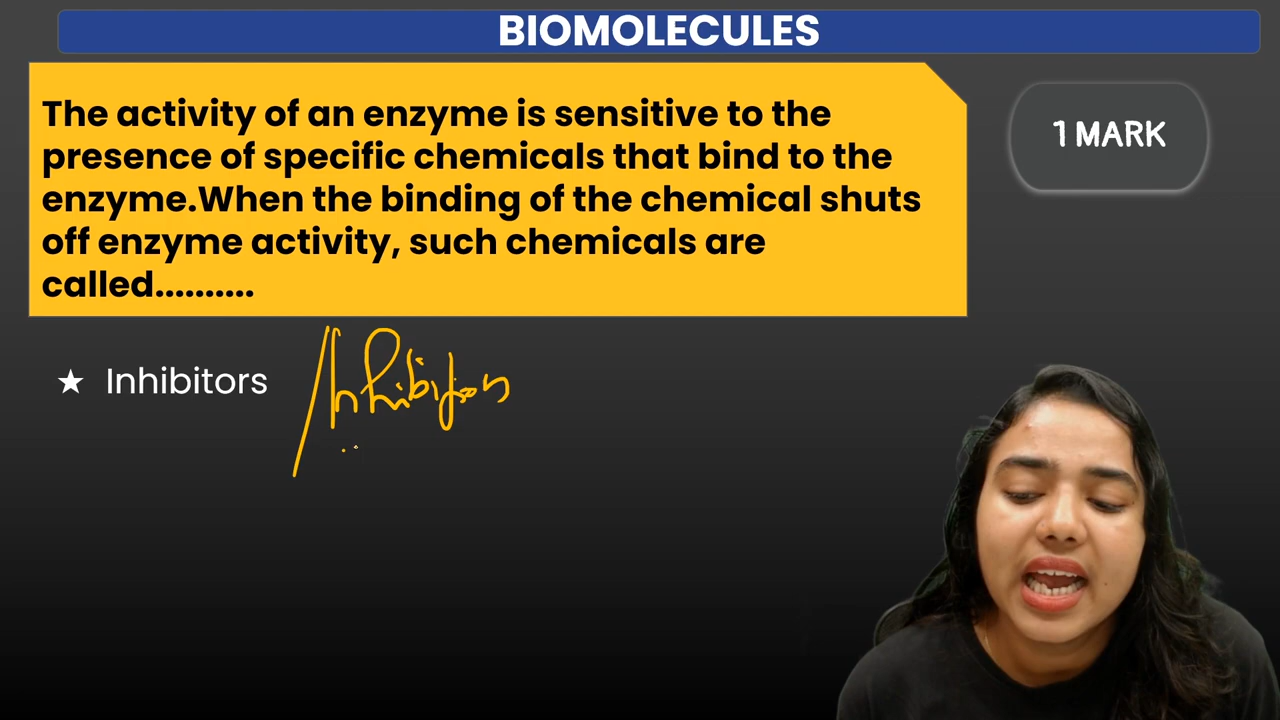 BIOMOLECULES
The activity of an enzyme is sensitive to the
presence of specific chemicals that bind to the
enzyme.When the binding of the chemical shuts
off enzyme activity, such chemicals are
called..........
1 MARK
★ Inhibitors
Inhibitors